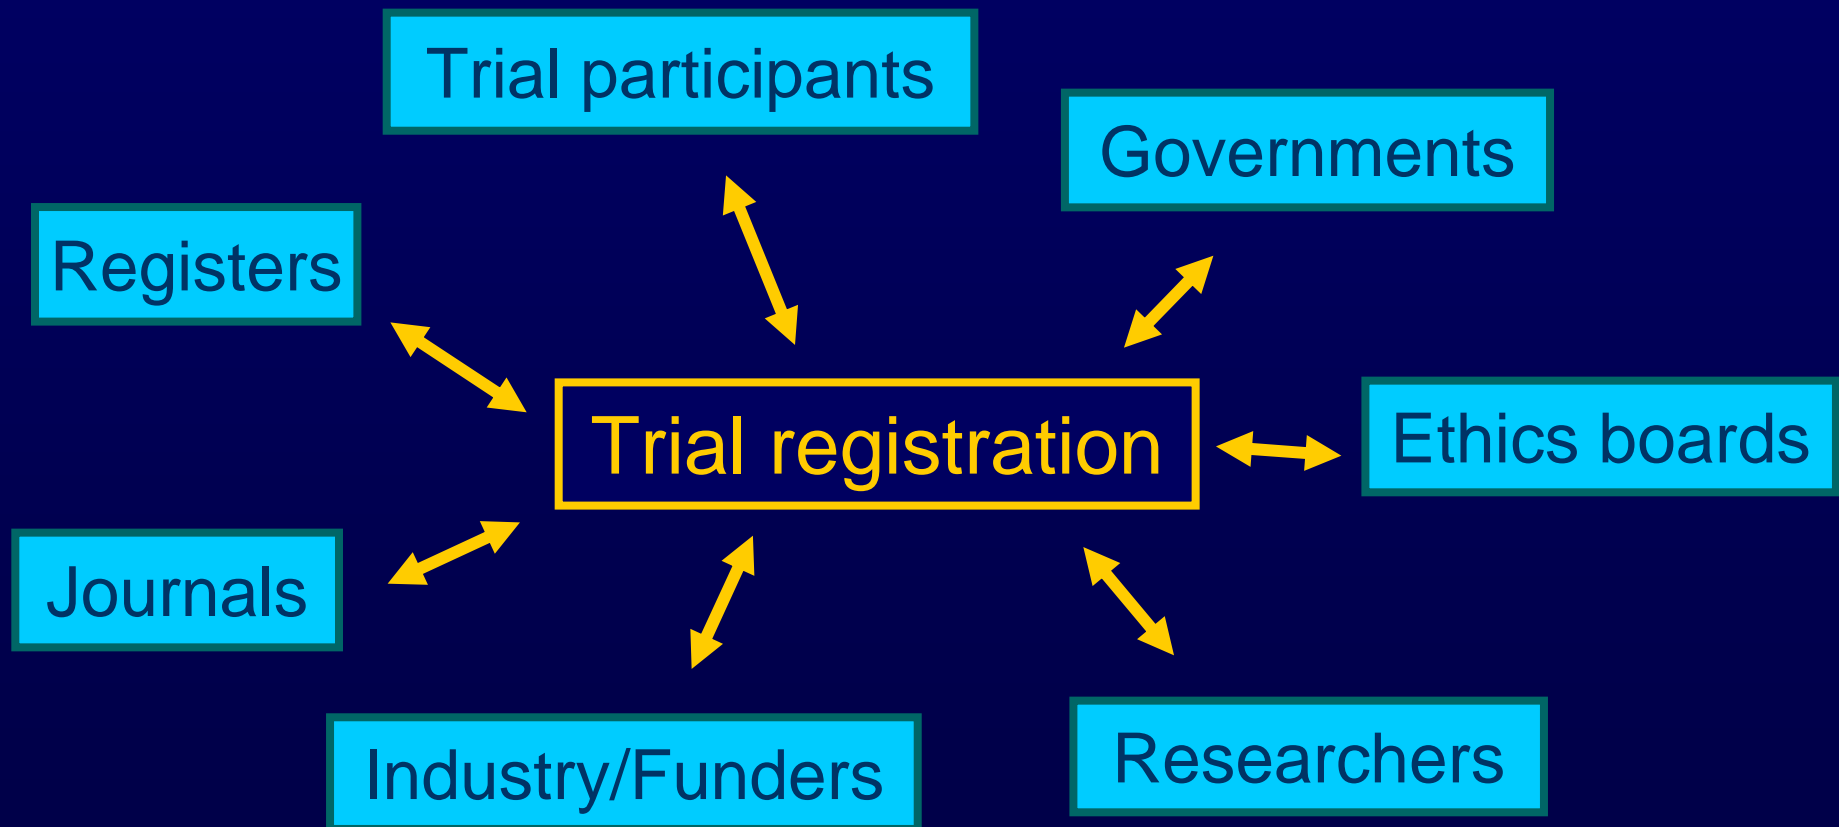 Trial participants
Governments
Registers
Trial registration
Ethics boards
Journals
Industry/Funders
Researchers